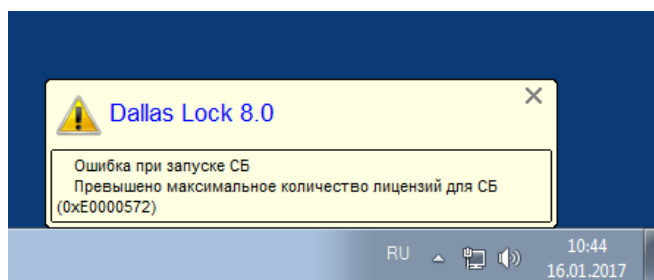 Dallas Lock 8.0
Ошибка при запуске СБ
Превышено максимальное количество лицензий для СБ
(0xE0000572)
RU
10:44
16.01.2017